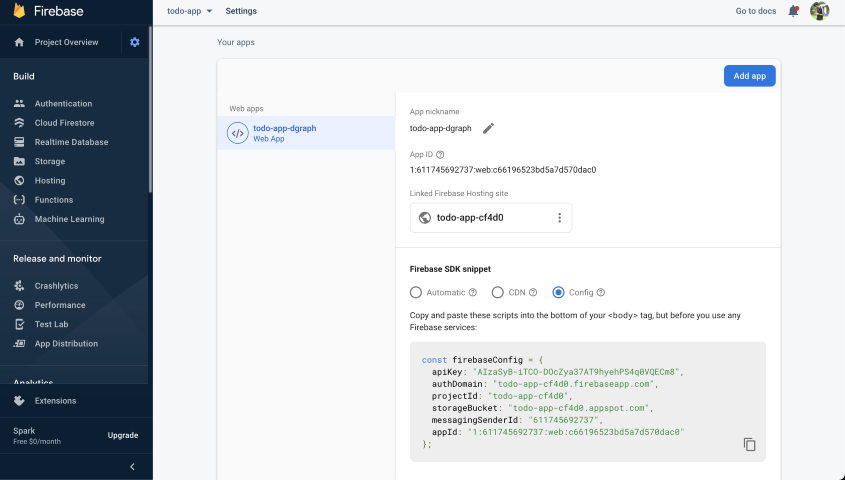 Firebase
todo-app
Settings
Go to docs
Project Overview
Build
Authentication
Cloud Firestore
Realtime Database
Storage
Hosting
Functions
Machine Learning
Release and monitor
Crashlytics
Performance
Test Lab
App Distribution
Analytics
Extensions
Spark
Free $0/month
Upgrade
Your apps
Add app
Web apps
todo-app-dgraph
Web App
App nickname
todo-app-dgraph
App ID
1:611745692737:web:c66196523bd5a7d570dac0
Linked Firebase Hosting site
todo-app-cf4d0
Firebase SDK snippet
Automatic
CDN
Config
Copy and paste these scripts into the bottom of your <body> tag, but before you use any
Firebase services:
const firebaseConfig = {
apiKey: "AIzaSyB-iTCO-DOcZya37AT9hyehPS4q0VQECm8",
authDomain: "todo-app-cf4d0.firebaseapp.com",
projectId: "todo-app-cf4d0",
storageBucket: "todo-app-cf4d0.appspot.com",
messagingSenderId: "611745692737",
appId: "1:611745692737:web:c66196523bd5a7d570dac0"
};